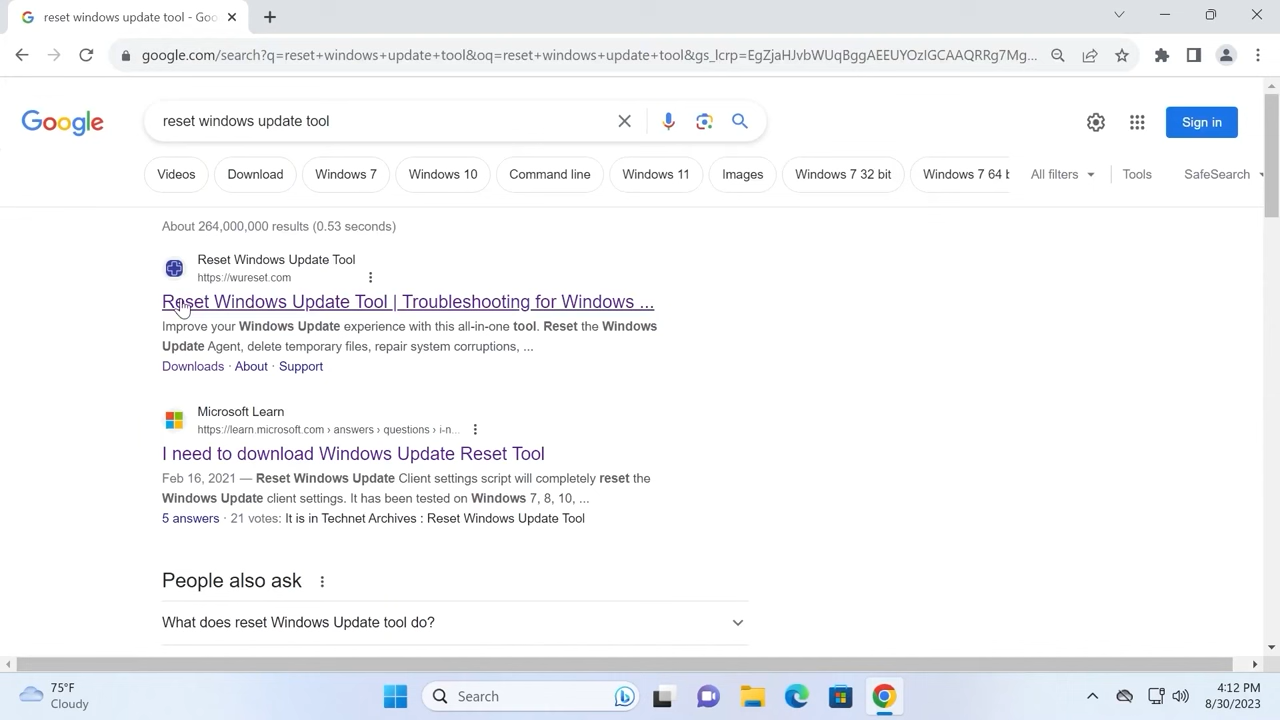 reset windows update tool - Goo
google.com/search?q=reset+windows+update+tool&oq=reset+windows+update+tool&gs_lcrp=EgZjaHJvbWUqBggAEEUYOzIGCAAQRRg7Mg...
Google
reset windows update tool
Sign in
Videos
Download
Windows 7
Windows 10
Command line
Windows 11
Images
Windows 7 32 bit
Windows 7 64 b
All filters
Tools
SafeSearch
About 264,000,000 results (0.53 seconds)
Reset Windows Update Tool
https://wureset.com
Reset Windows Update Tool | Troubleshooting for Windows ...
Improve your Windows Update experience with this all-in-one tool. Reset the Windows
Update Agent, delete temporary files, repair system corruptions, ...
Downloads · About · Support
Microsoft Learn
https://learn.microsoft.com › answers › questions › i-n...
I need to download Windows Update Reset Tool
Feb 16, 2021 — Reset Windows Update Client settings script will completely reset the
Windows Update client settings. It has been tested on Windows 7, 8, 10, ...
5 answers · 21 votes: It is in Technet Archives : Reset Windows Update Tool
People also ask
What does reset Windows Update tool do?
75°F
Cloudy
Search
4:12 PM
8/30/2023